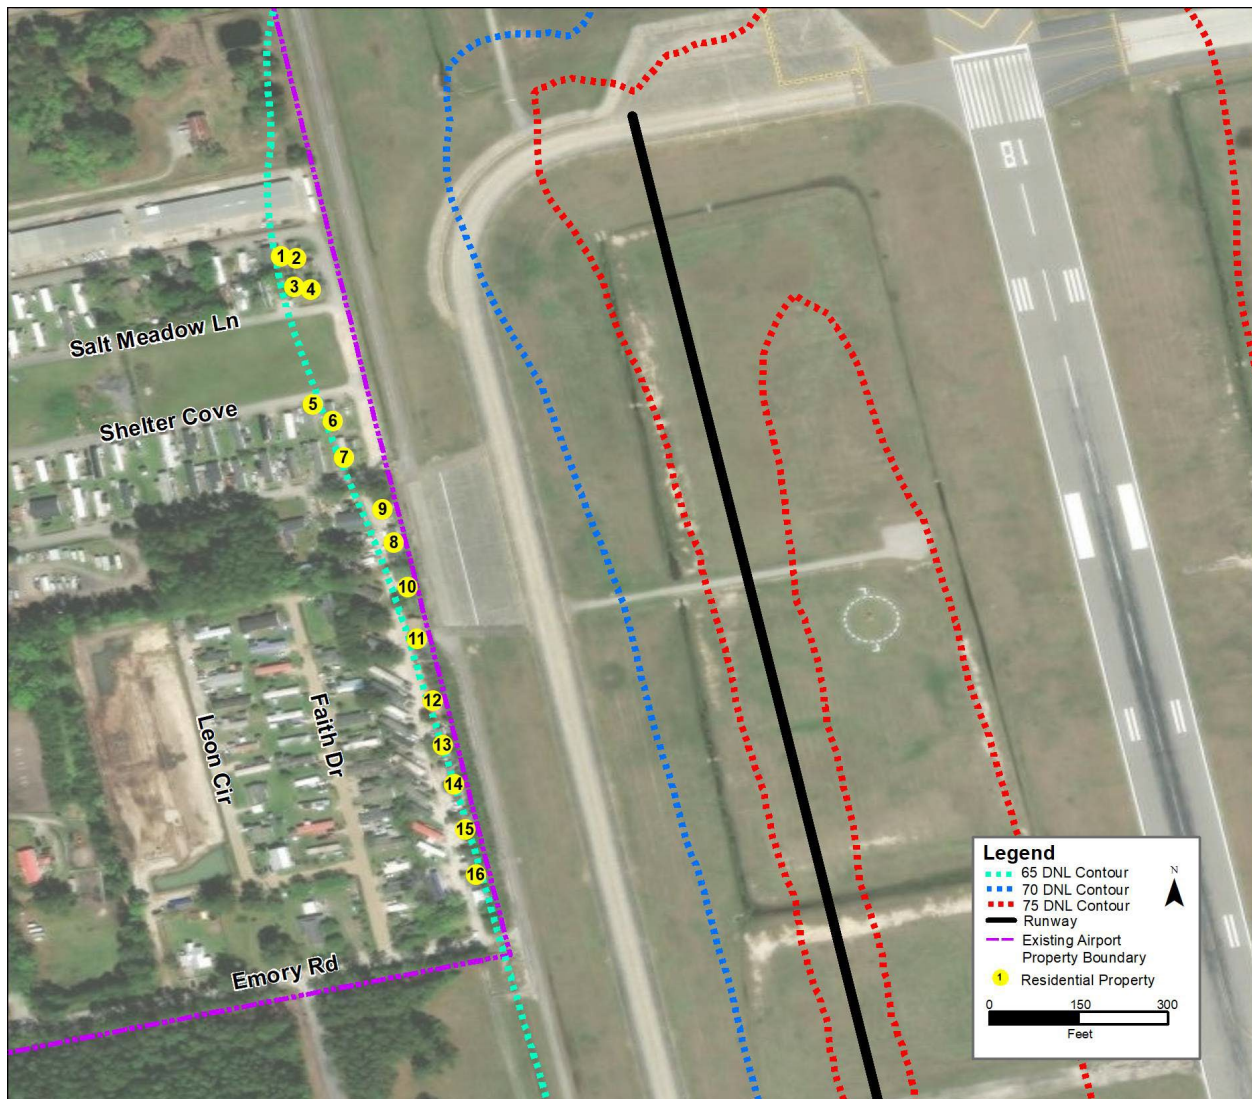 18
1
2
3
4
Salt Meadow Ln
5
Shelter Cove
6
7
9
8
10
11
Leon Cir
Faith Dr
12
13
14
15
16
Emory Rd
Legend
65 DNL Contour
70 DNL Contour
75 DNL Contour
Runway
Existing Airport
Property Boundary
1 Residential Property
N
0 150 300
Feet